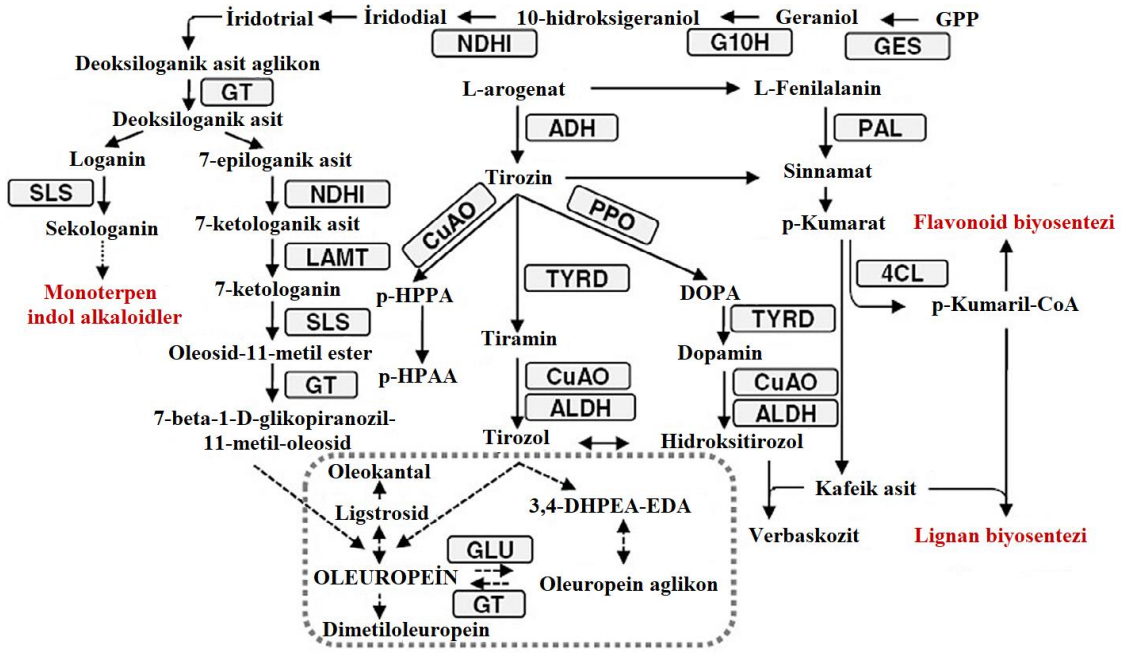 İridotrial
İridodial
10-hidroksigeraniol
Geraniol
GPP
NDHI
G10H
GES
Deoksiloganik asit aglikon
GT
Deoksiloganik asit
Loganin
7-epiloganik asit
SLS
NDHI
Sekologanin
7-ketologanik asit
LAMT
Monoterpen
indol alkaloidler
7-ketologanin
SLS
Oleosid-11-metil ester
GT
7-beta-1-D-glikopiranozil-
11-metil-oleosid
L-arogenat
L-Fenilalanin
ADH
PAL
Tirozin
Sinnamat
CuAO
PPO
p-Kumarat
Flavonoid biyosentezi
TYRD
4CL
p-HPPA
DOPA
p-Kumaril-CoA
TYRD
Tiramin
Dopamin
p-HPAA
CuAO
ALDH
CuAO
ALDH
Tirozol
Hidroksitirozol
Oleokantal
Kafeik asit
Ligstrosid
3,4-DHPEA-EDA
Verbaskozit
Lignan biyosentezi
GLU
OLEUROPEİN
Oleuropein aglikon
GT
Dimetiloleuropein